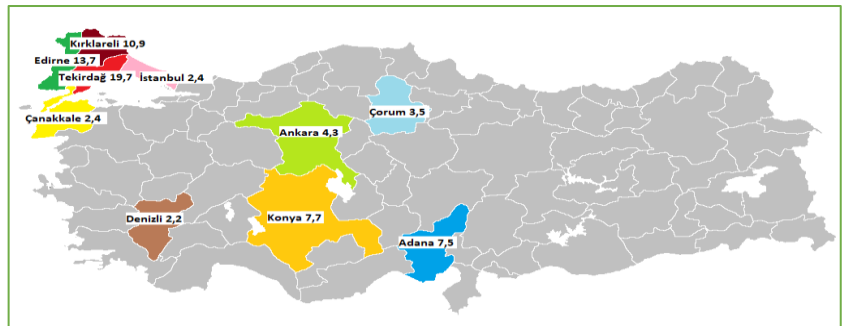 Kırklareli 10,9
Edirne 13,7
Tekirdağ 19,7
İstanbul 2,4
Çanakkale 2,4
Çorum 3,5
Ankara 4,3
Denizli 2,2
Konya 7,7
Adana 7,5